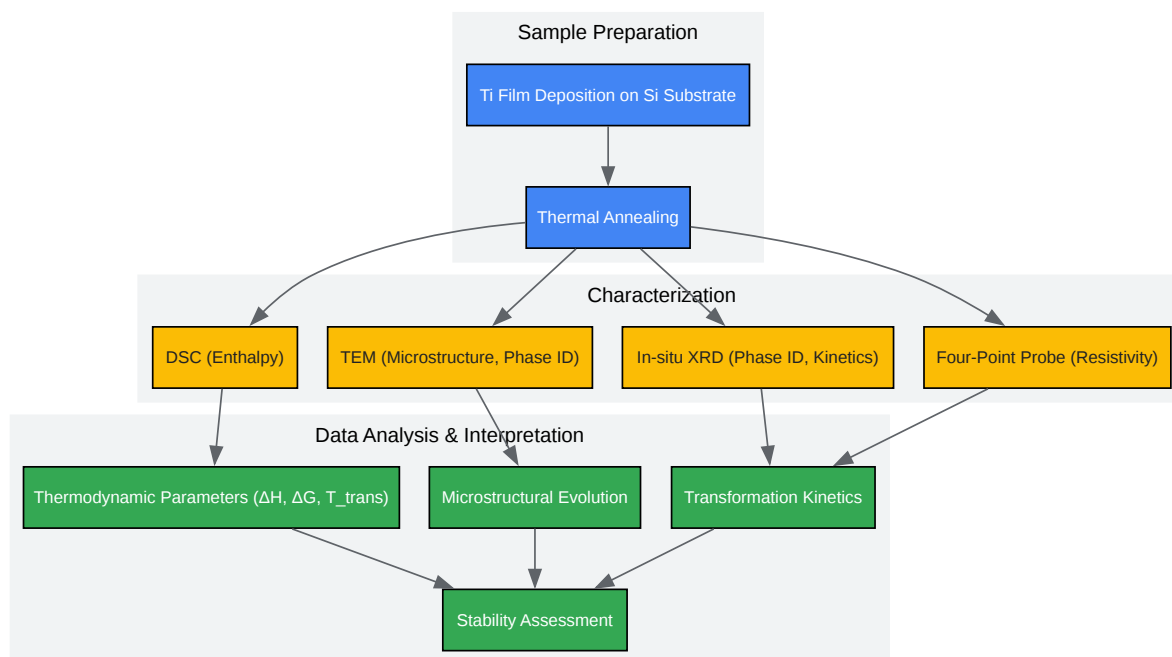 Sample Preparation
Ti Film Deposition on Si Substrate
Thermal Annealing
Characterization
DSC (Enthalpy)
TEM (Microstructure, Phase ID)
In-situ XRD (Phase ID, Kinetics)
Four-Point Probe (Resistivity)
Data Analysis & Interpretation
Thermodynamic Parameters (ΔH, ΔG, T_trans)
Microstructural Evolution
Transformation Kinetics
Stability Assessment